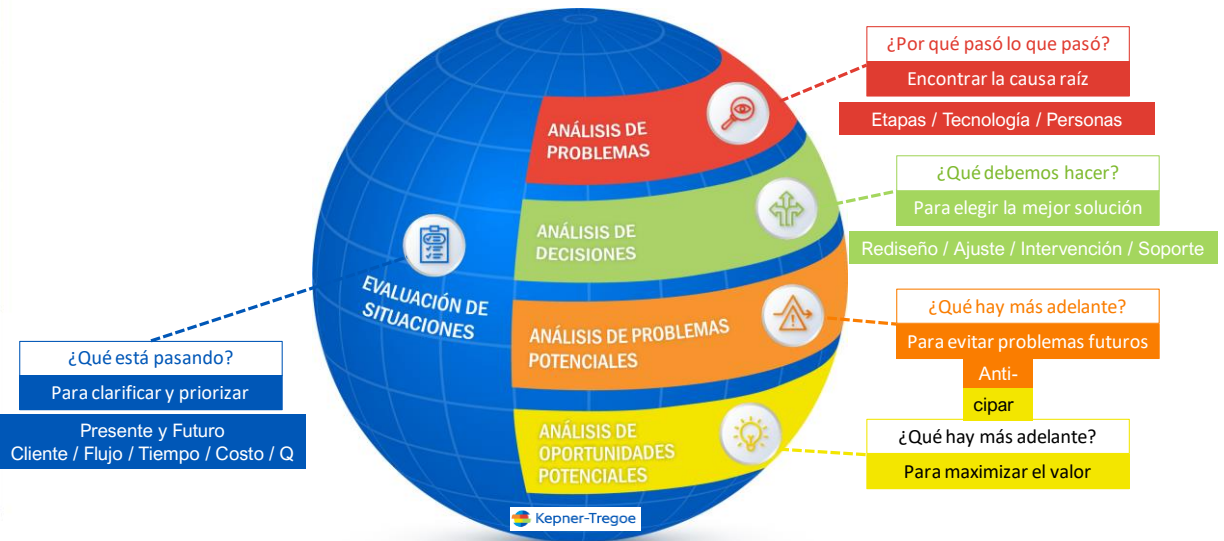 ¿Por qué pasó lo que pasó?
Encontrar la causa raíz
Etapas / Tecnología / Personas
ANÁLISIS DE
PROBLEMAS
¿Qué debemos hacer?
Para elegir la mejor solución
Rediseño / Ajuste / Intervención / Soporte
ANÁLISIS DE
DECISIONES
EVALUACIÓN DE
SITUACIONES
¿Qué está pasando?
Para clarificar y priorizar
Presente y Futuro
Cliente / Flujo / Tiempo / Costo / Q
ANÁLISIS DE PROBLEMAS
POTENCIALES
¿Qué hay más adelante?
Para evitar problemas futuros
Anti-
cipar
ANÁLISIS DE
OPORTUNIDADES
POTENCIALES
¿Qué hay más adelante?
Para maximizar el valor
Kepner-Tregoe